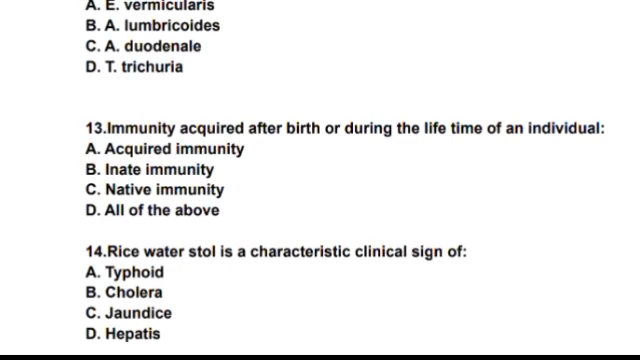 A. E. vermicularis
B. A. lumbricoides
C. A. duodenale
D. T. trichuria
13.Immunity acquired after birth or during the life time of an individual:
A. Acquired immunity
B. Inate immunity
C. Native immunity
D. All of the above
14.Rice water stol is a characteristic clinical sign of:
A. Typhoid
B. Cholera
C. Jaundice
D. Hepatis